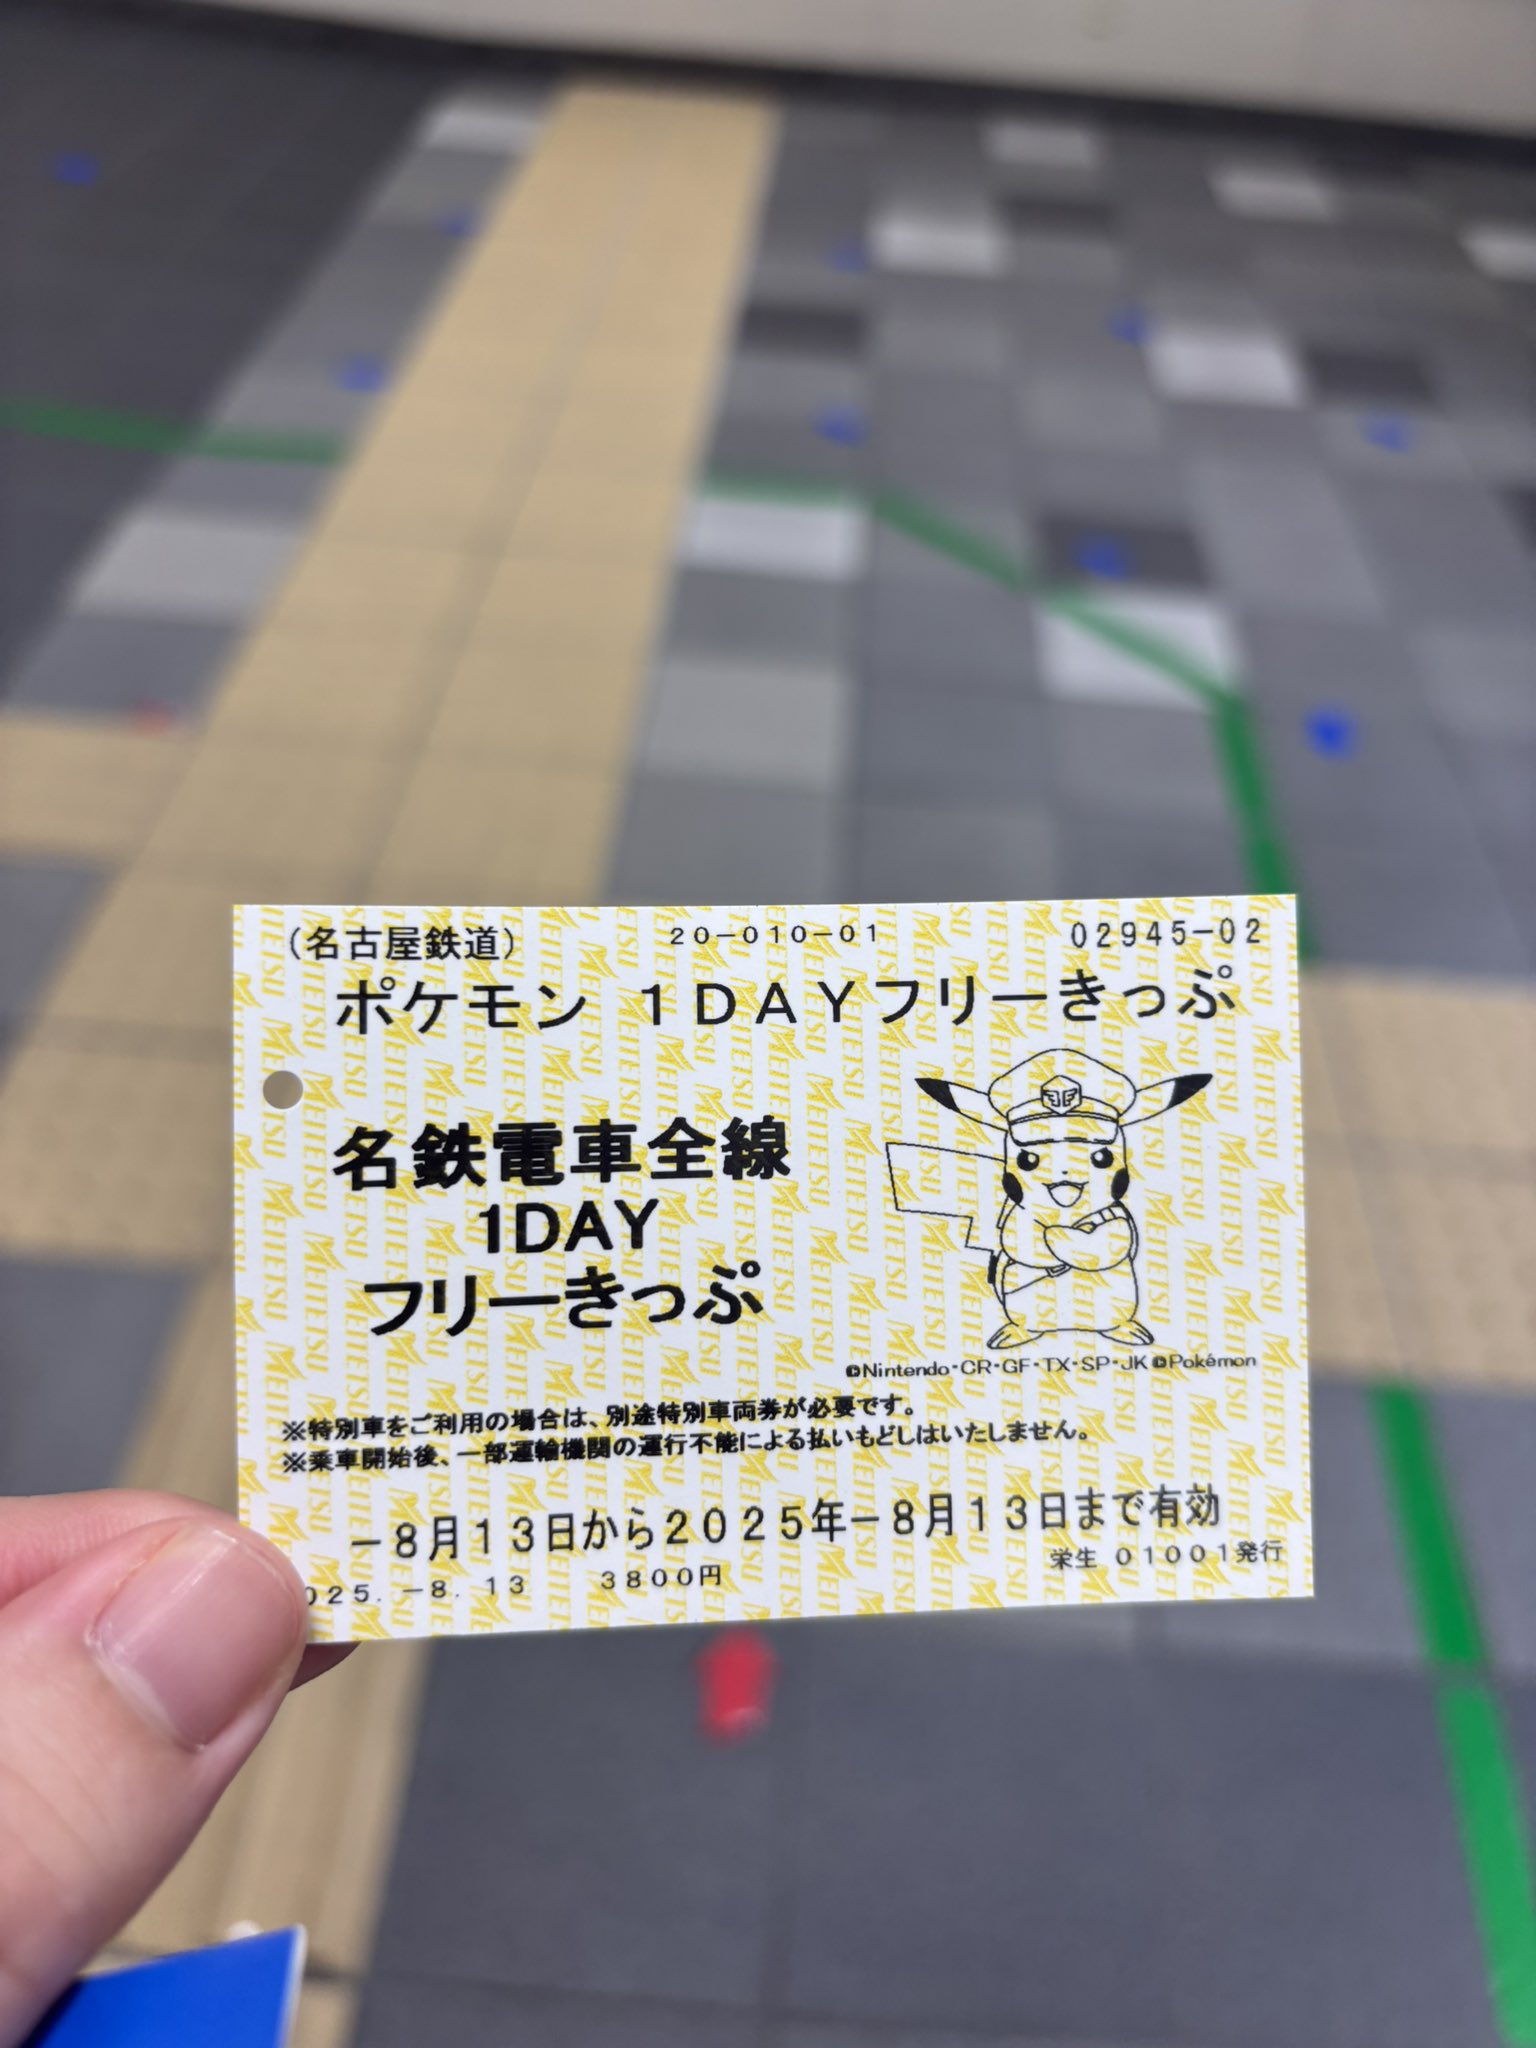 （名古屋鉄道） 20-010-01 02945-02
ポケモン １ＤＡＹフリーきっぷ
名鉄電車全線
1DAY
フリーきっぷ
©Nintendo・CR・GF・TX・SP・JK ©Pokémon
※特別車をご利用の場合は、別途特別車両券が必要です。
※乗車開始後、一部運輸機関の運行不能による払いもどしはいたしません。
-8月１３日から２０２５年-8月１３日まで有効
025.-8.13 ３８００円 栄生 ０１００１発行